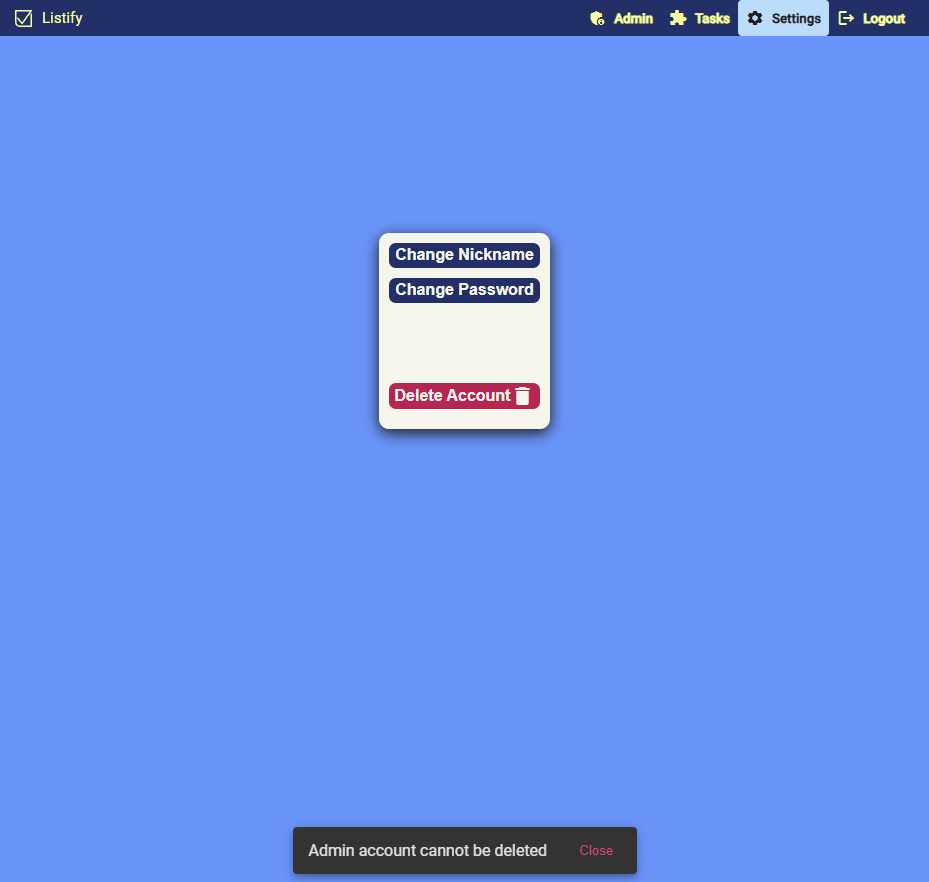 Listify
Admin
Tasks
Settings
Logout
Change Nickname
Change Password
Delete Account
Admin account cannot be deleted
Close